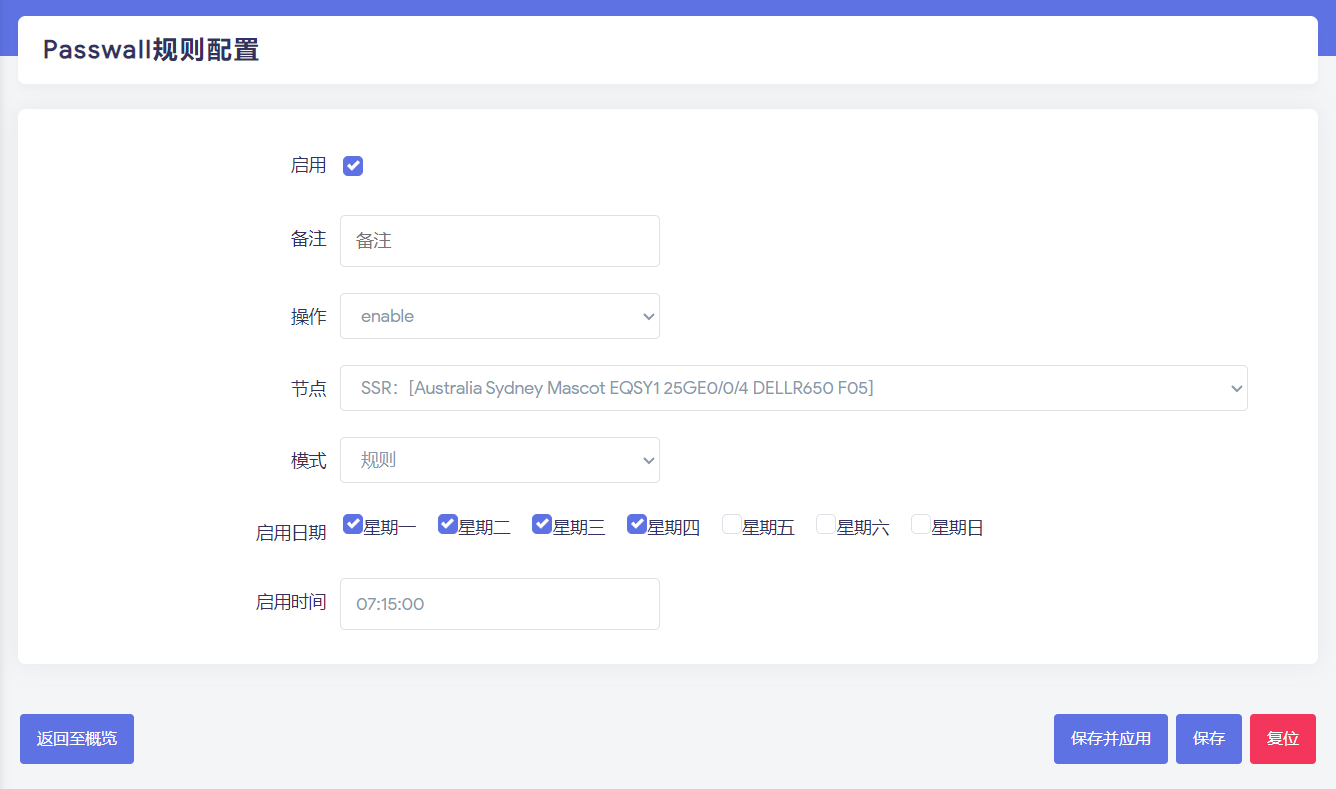 Passwall规则配置
启用
备注 备注
操作 enable
节点 SSR：[Australia Sydney Mascot EQSY1 25GE0/0/4 DELLR650 F05]
模式 规则
启用日期 星期一 星期二 星期三 星期四 星期五 星期六 星期日
启用时间 07:15:00
返回至概览 保存并应用 保存 复位